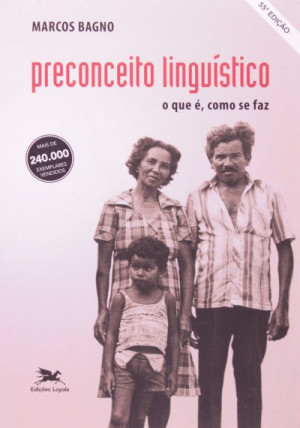 MARCOS BAGNO
55ª EDIÇÃO
preconceito linguístico
o que é, como se faz
MAIS DE
240.000
EXEMPLARES
VENDIDOS
Edições Loyola